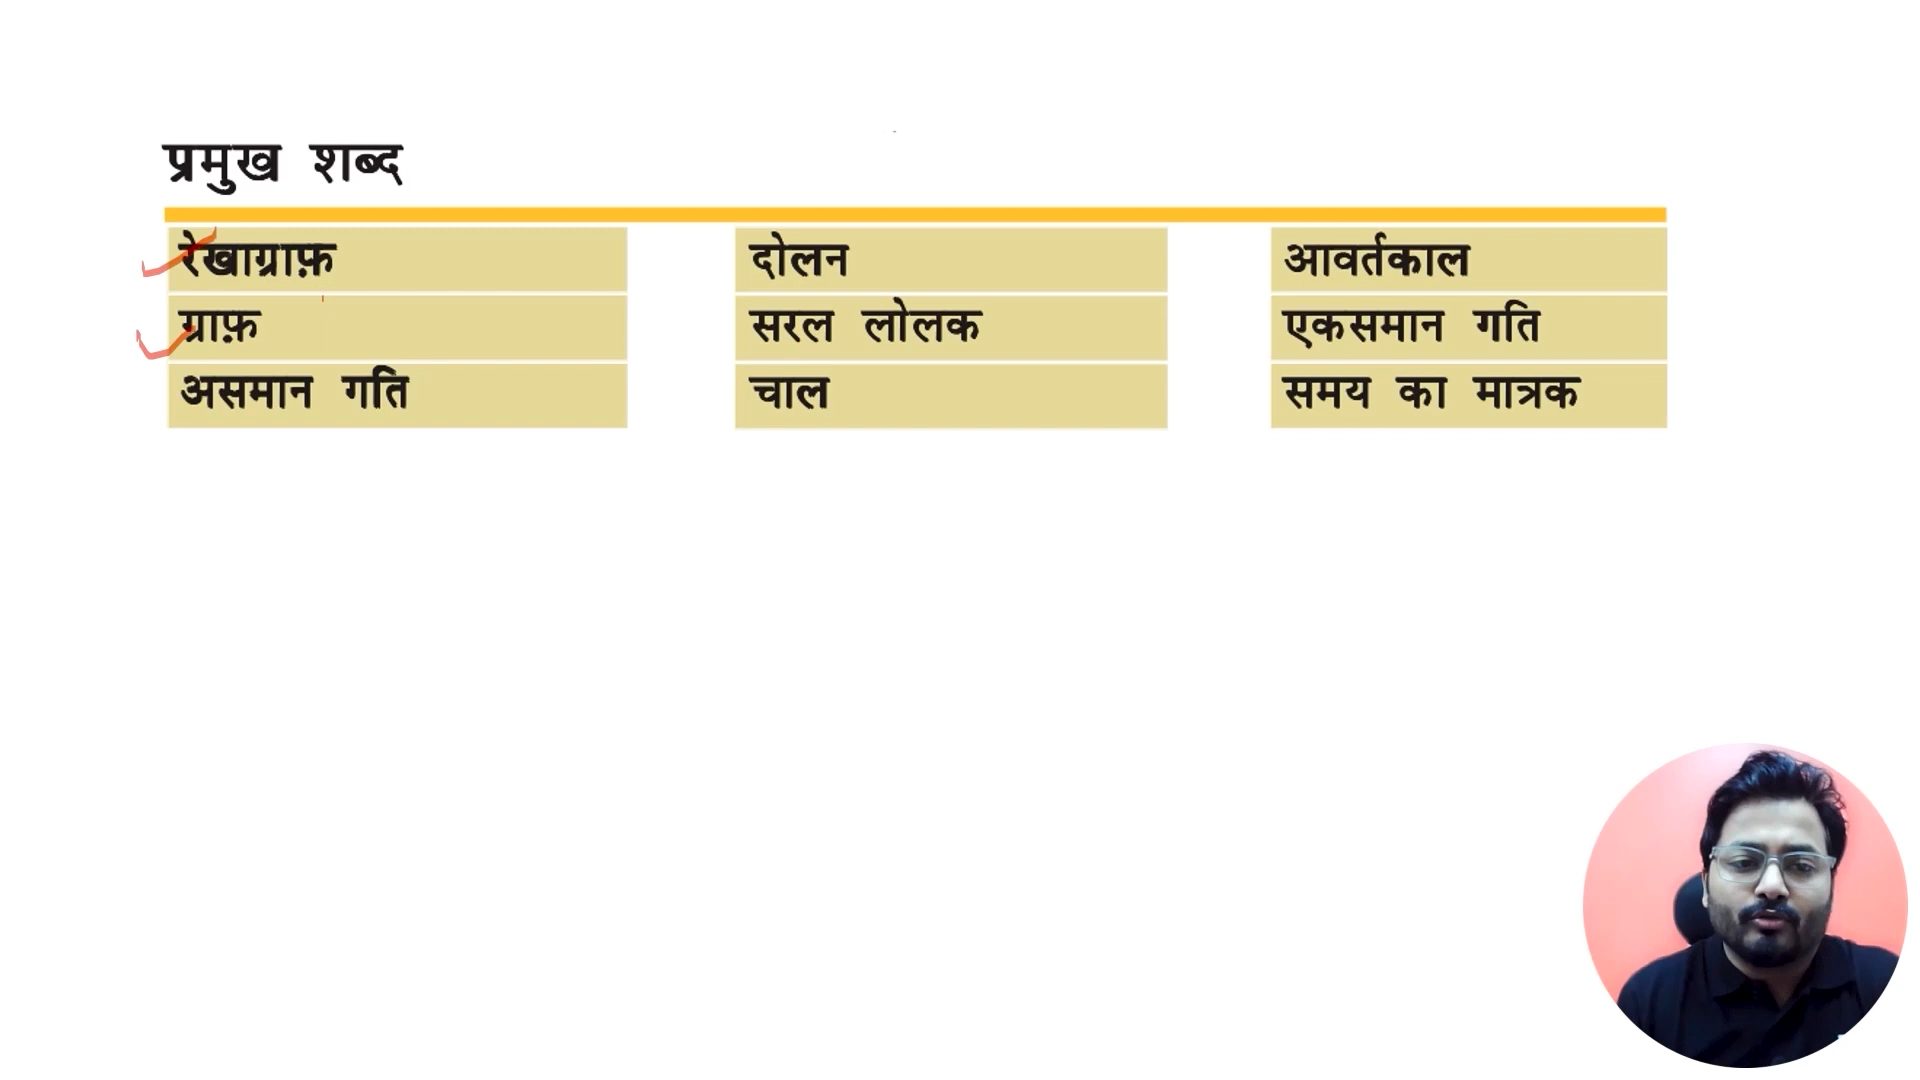 प्रमुख शब्द
रेखाग्राफ़ दोलन आवर्तकाल
ग्राफ़ सरल लोलक एकसमान गति
असमान गति चाल समय का मात्रक